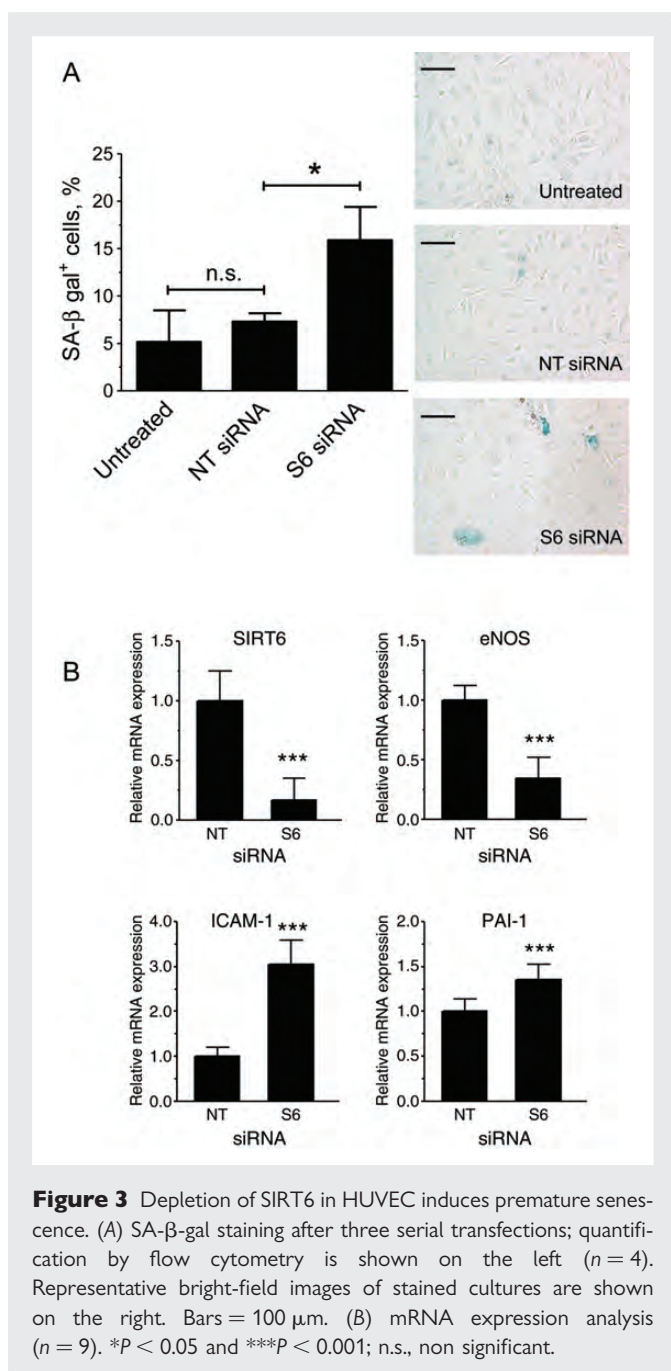 A
25
20
15
10
5
0
SA-β gal⁺ cells, %
n.s.
*
Untreated
NT siRNA
S6 siRNA
Untreated
NT siRNA
S6 siRNA
B
SIRT6
Relative mRNA expression
1.5
1.0
0.5
0.0
***
NT S6
siRNA
eNOS
Relative mRNA expression
1.5
1.0
0.5
0.0
***
NT S6
siRNA
ICAM-1
Relative mRNA expression
4.0
3.0
2.0
1.0
0.0
***
NT S6
siRNA
PAI-1
Relative mRNA expression
2.0
1.5
1.0
0.5
0.0
***
NT S6
siRNA
Figure 3 Depletion of SIRT6 in HUVEC induces premature senes-
cence. (A) SA-β-gal staining after three serial transfections; quanti-
fication by flow cytometry is shown on the left (n = 4).
Representative bright-field images of stained cultures are shown
on the right. Bars = 100 μm. (B) mRNA expression analysis
(n = 9). *P < 0.05 and ***P < 0.001; n.s., non significant.